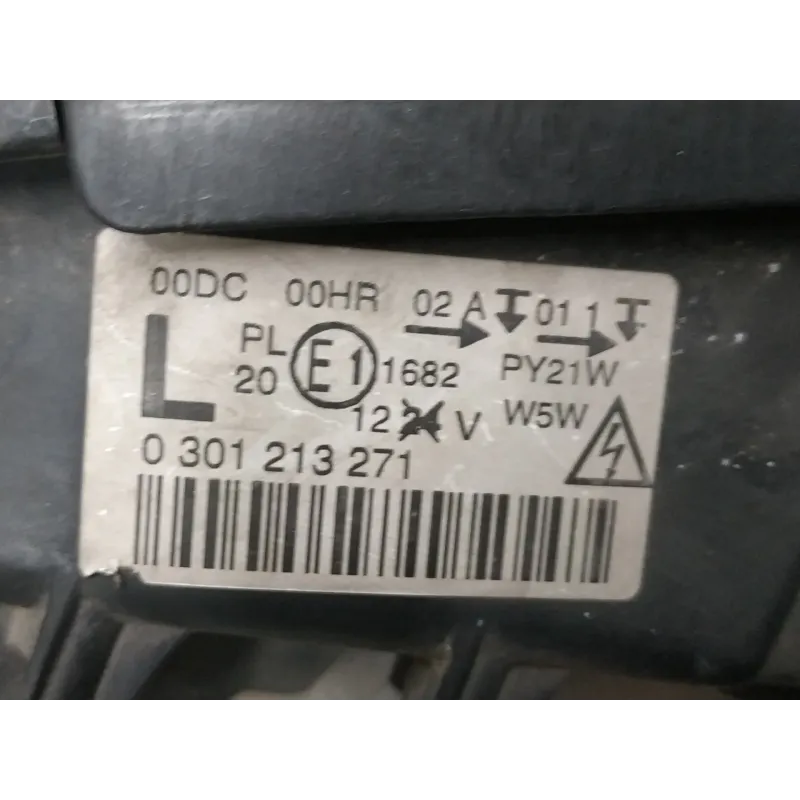 00DC 00HR 02 A 01 1
L PL E1 1682 PY21W
20 12 24 V W5W
0 301 213 271